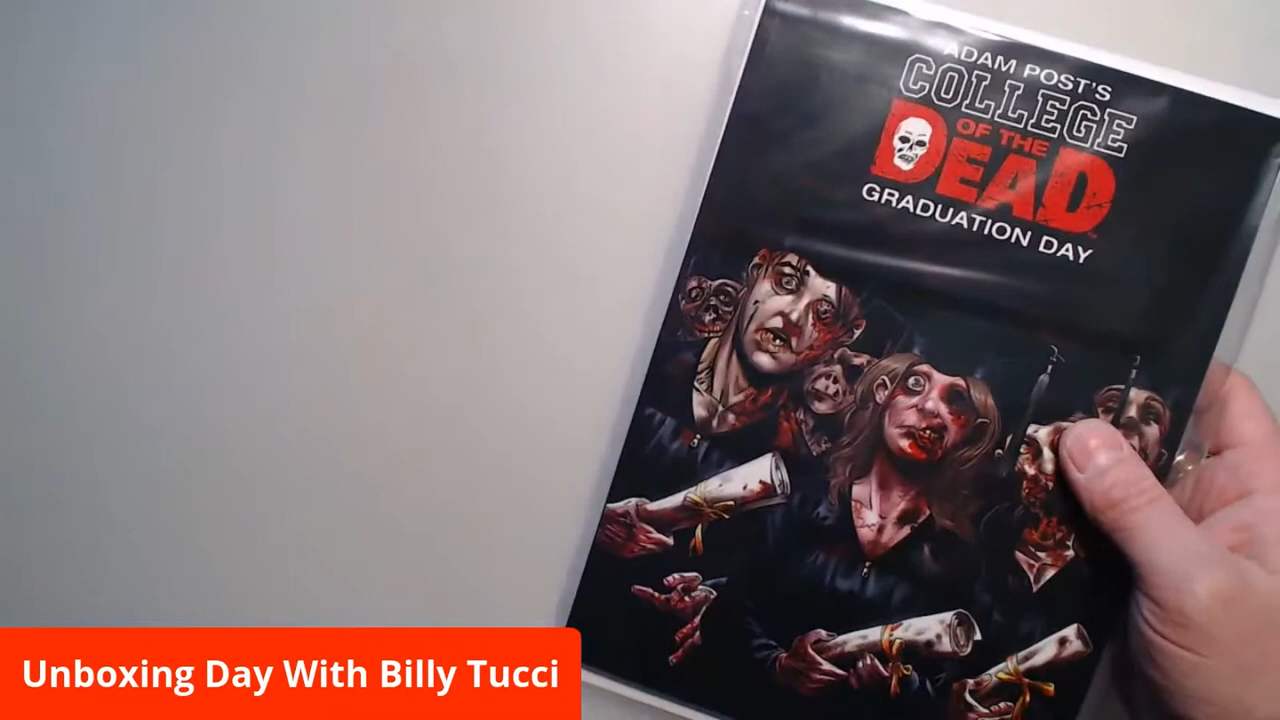 ADAM POST'S
COLLEGE
OF THE
DEAD
GRADUATION DAY
Unboxing Day With Billy Tucci